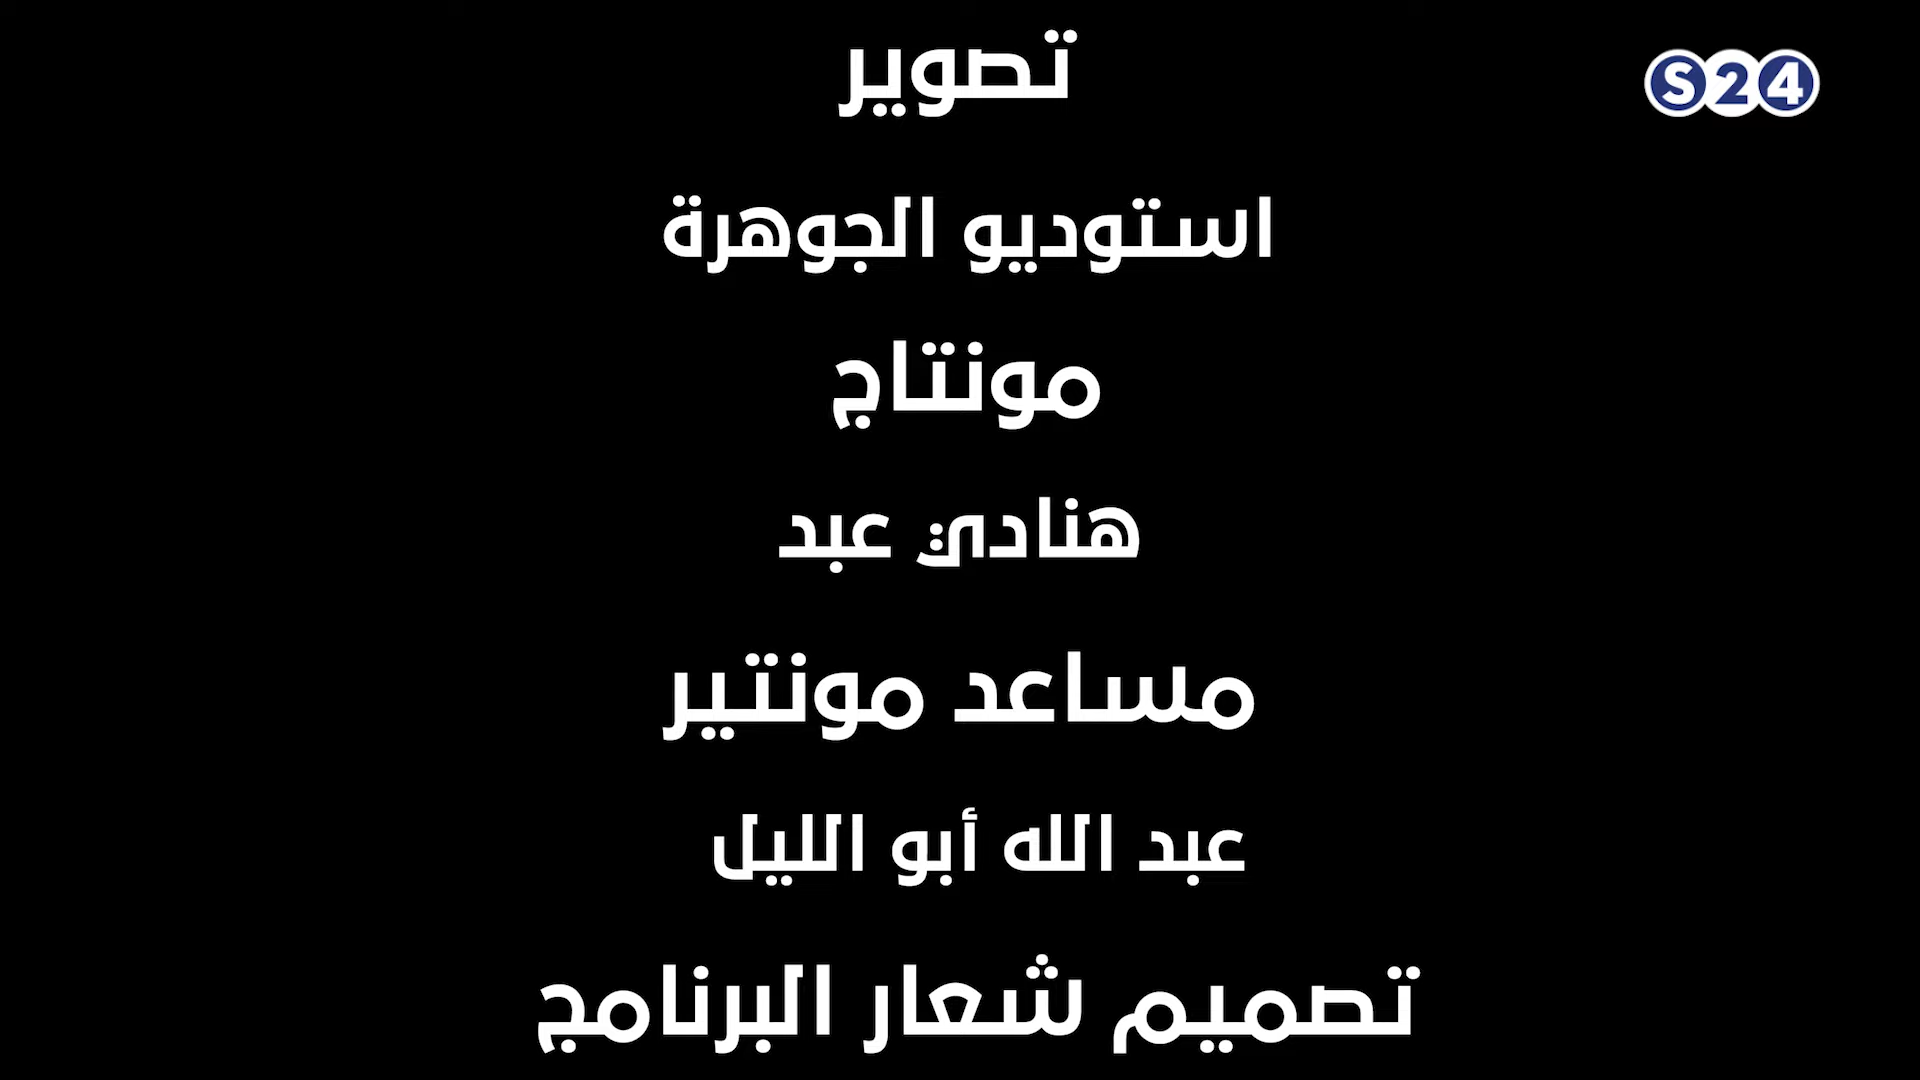 تصوير
S24
استوديو الجوهرة
مونتاج
هنادي عبد
مساعد مونتير
عبد الله أبو الليل
تصميم شعار البرنامج